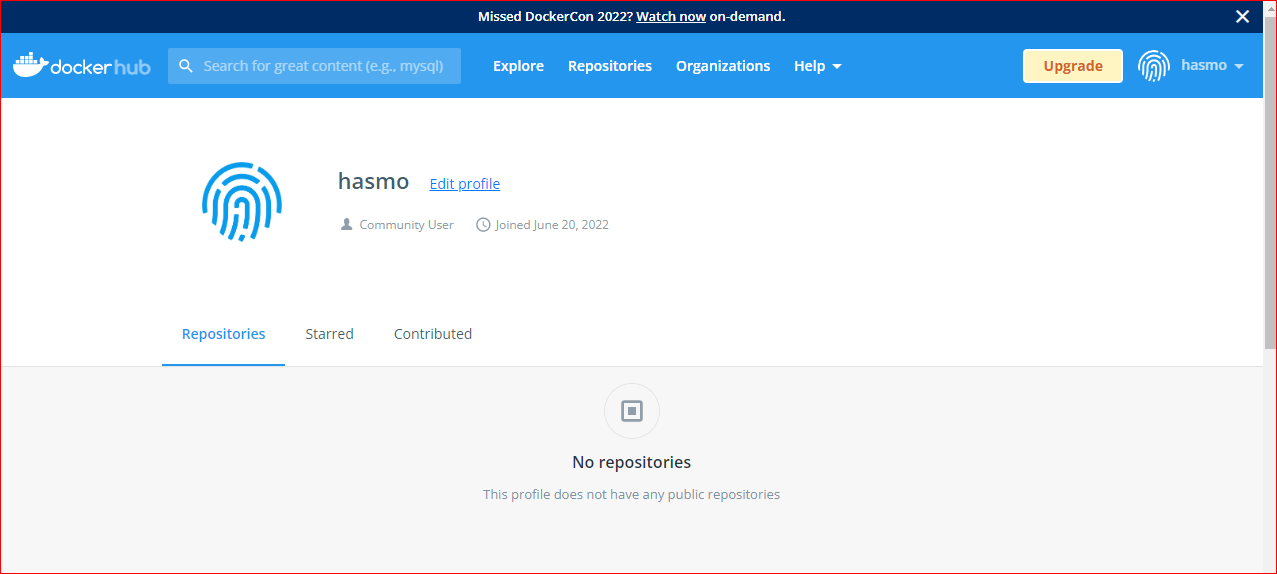 Missed DockerCon 2022? Watch now on-demand.
dockerhub Search for great content (e.g., mysql) Explore Repositories Organizations Help Upgrade hasmo
hasmo Edit profile
Community User Joined June 20, 2022
Repositories Starred Contributed
No repositories
This profile does not have any public repositories